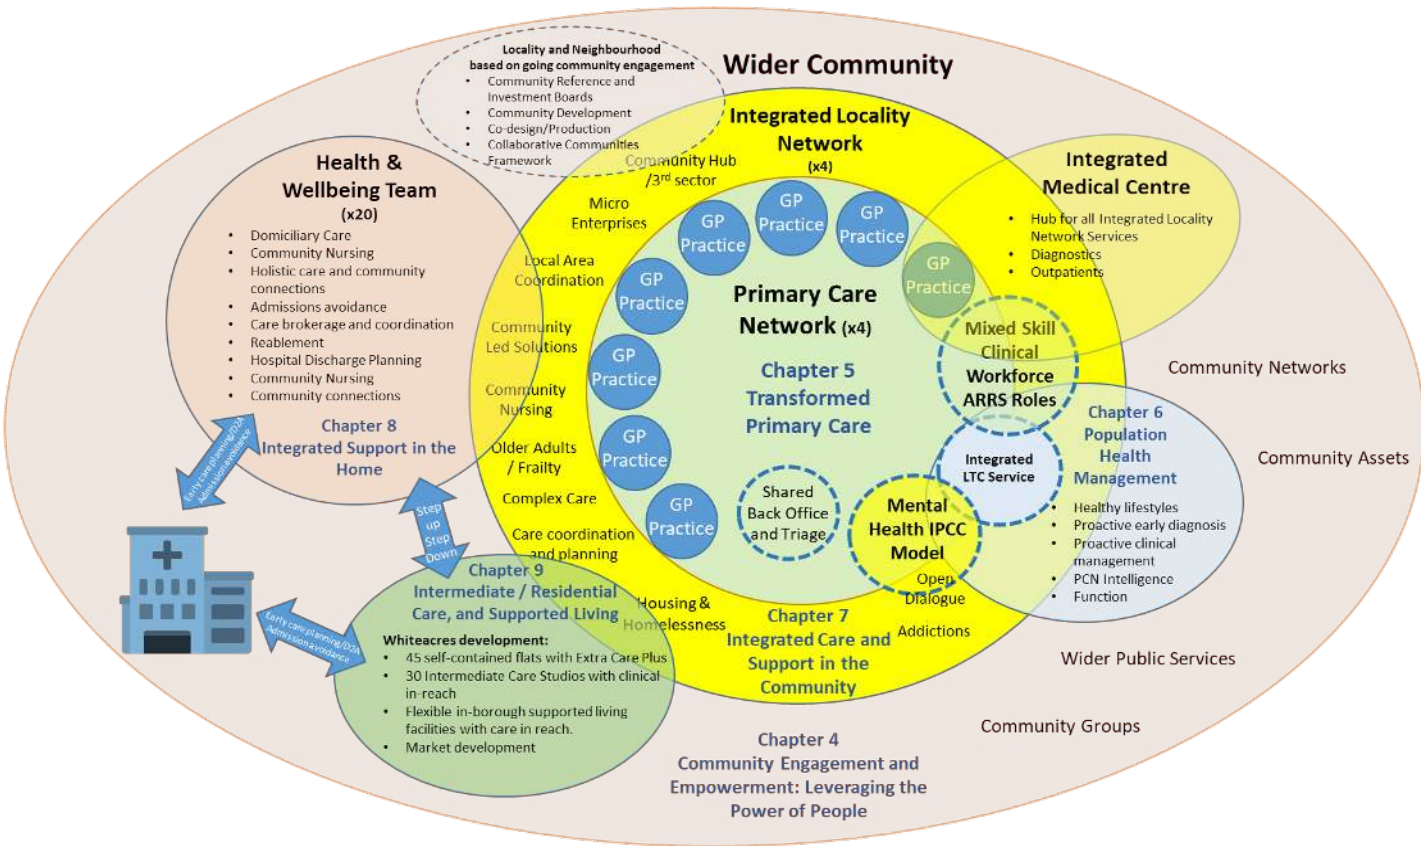 Locality and Neighbourhood
based on going community engagement
• Community Reference and
Investment Boards
• Community Development
• Co-design/Production
• Collaborative Communities
Framework
Wider Community
Integrated Locality
Network
(x4)
Community Hub
/3rd sector
Micro
Enterprises
Local Area
Coordination
Community
Led Solutions
Community
Nursing
Older Adults
/ Frailty
Complex Care
Care coordination
and planning
Housing &
Homelessness
Health &
Wellbeing Team
(x20)
• Domiciliary Care
• Community Nursing
• Holistic care and community
connections
• Admissions avoidance
• Care brokerage and coordination
• Reablement
• Hospital Discharge Planning
• Community Nursing
• Community connections
Chapter 8
Integrated Support in the
Home
Early care planning/D2A
Admission avoidance
Step
up
Step
Down
Early care planning/D2A
Admission avoidance
Chapter 9
Intermediate / Residential
Care, and Supported Living
Whiteacres development:
• 45 self-contained flats with Extra Care Plus
• 30 Intermediate Care Studios with clinical
in-reach
• Flexible in-borough supported living
facilities with care in reach.
• Market development
GP
Practice
GP
Practice
GP
Practice
GP
Practice
GP
Practice
GP
Practice
GP
Practice
GP
Practice
Primary Care
Network (x4)
Chapter 5
Transformed
Primary Care
Shared
Back Office
and Triage
Mental
Health IPCC
Model
Open
Dialogue
Addictions
Chapter 7
Integrated Care and
Support in the
Community
Integrated
Medical Centre
• Hub for all Integrated Locality
Network Services
• Diagnostics
• Outpatients
Mixed Skill
Clinical
Workforce
ARRS Roles
Integrated
LTC Service
Chapter 6
Population
Health
Management
• Healthy lifestyles
• Proactive early diagnosis
• Proactive clinical
management
• PCN Intelligence
• Function
Community Networks
Community Assets
Wider Public Services
Community Groups
Chapter 4
Community Engagement and
Empowerment: Leveraging the
Power of People